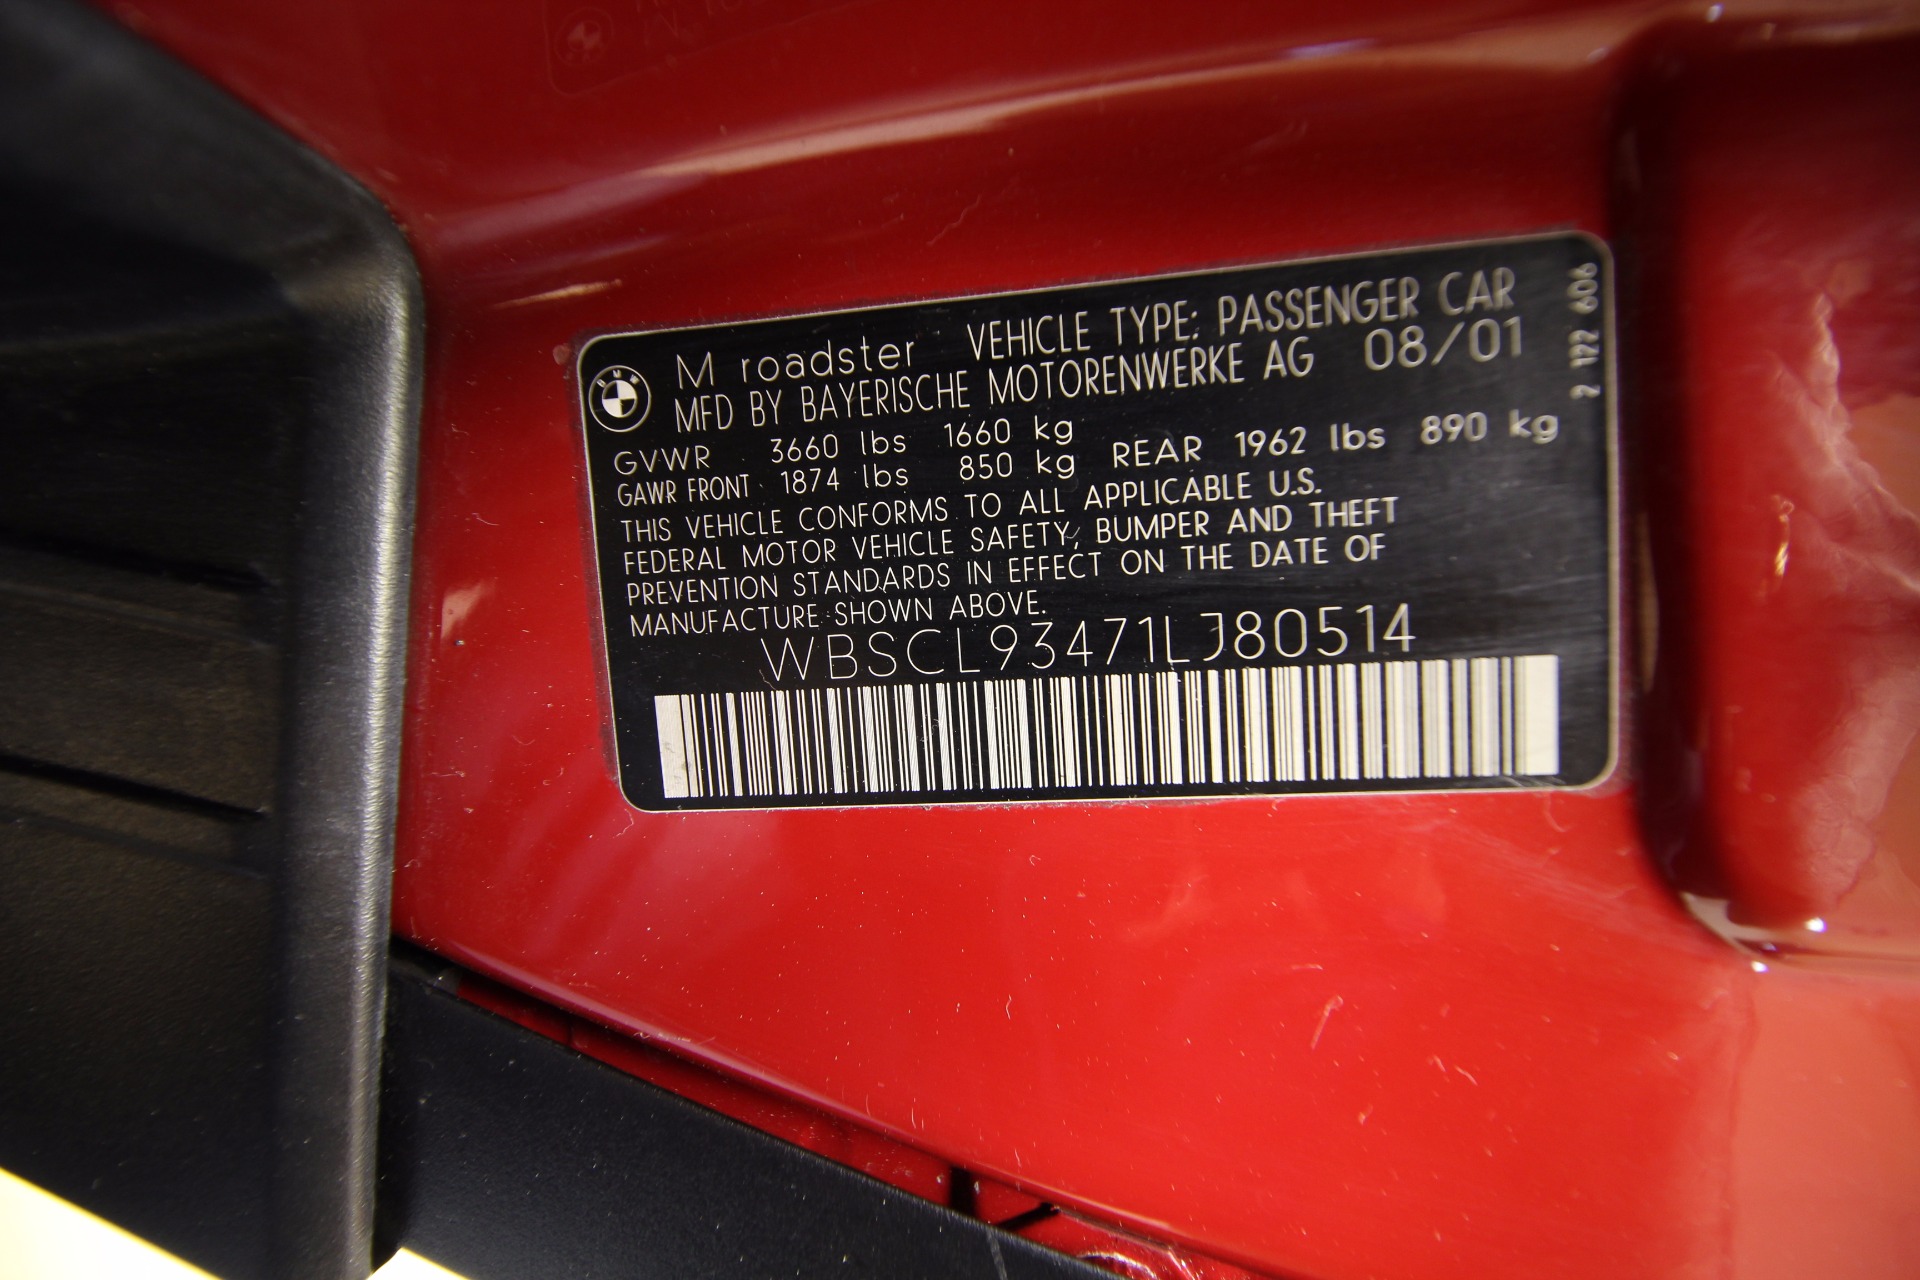 M roadster VEHICLE TYPE: PASSENGER CAR
MFD BY BAYERISCHE MOTORENWERKE AG 08/01
GVWR 3660 lbs 1660 kg
GAWR FRONT 1874 lbs 850 kg REAR 1962 lbs 890 kg
THIS VEHICLE CONFORMS TO ALL APPLICABLE U.S.
FEDERAL MOTOR VEHICLE SAFETY, BUMPER AND THEFT
PREVENTION STANDARDS IN EFFECT ON THE DATE OF
MANUFACTURE SHOWN ABOVE.
WBSCL93471LJ80514
2 122 606
BMW